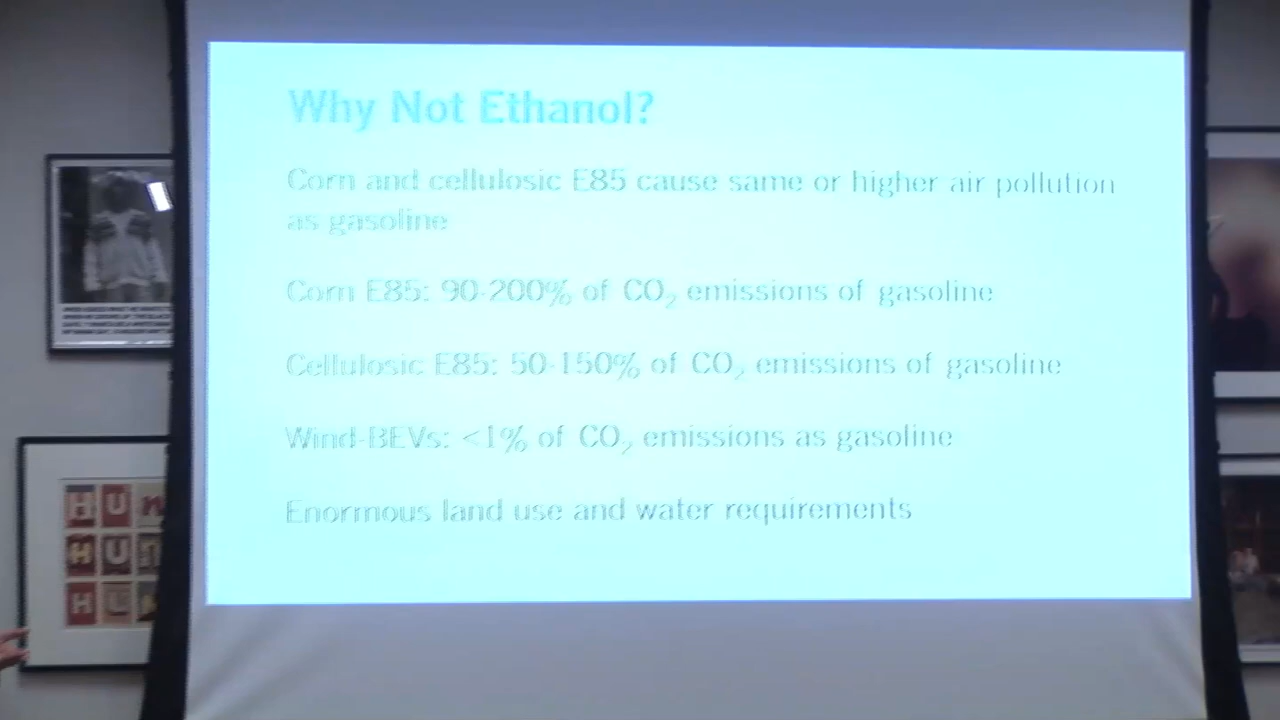 Why Not Ethanol?
Corn and cellulosic E85 cause same or higher air pollution
as gasoline
Corn E85: 90-200% of CO₂ emissions of gasoline
Cellulosic E85: 50-150% of CO₂ emissions of gasoline
Wind-BEVs: <1% of CO₂ emissions as gasoline
Enormous land use and water requirements
H U
H U
H U